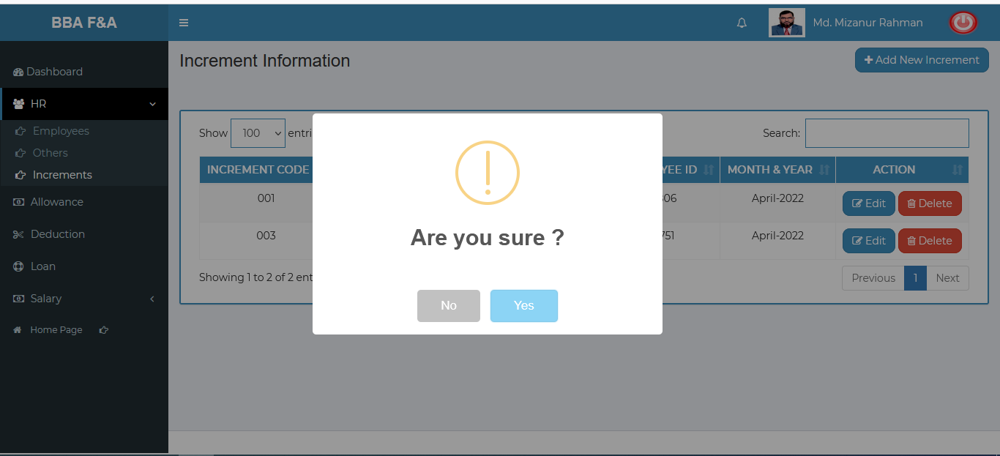 BBA F&A
Md. Mizanur Rahman
Dashboard
HR
Employees
Others
Increments
Allowance
Deduction
Loan
Salary
Home Page
Increment Information
Add New Increment
Show 100 entri
Search:
INCREMENT CODE YEE ID MONTH & YEAR ACTION
001 06 April-2022 Edit Delete
003 751 April-2022 Edit Delete
Showing 1 to 2 of 2 ent
Previous 1 Next
Are you sure ?
No Yes